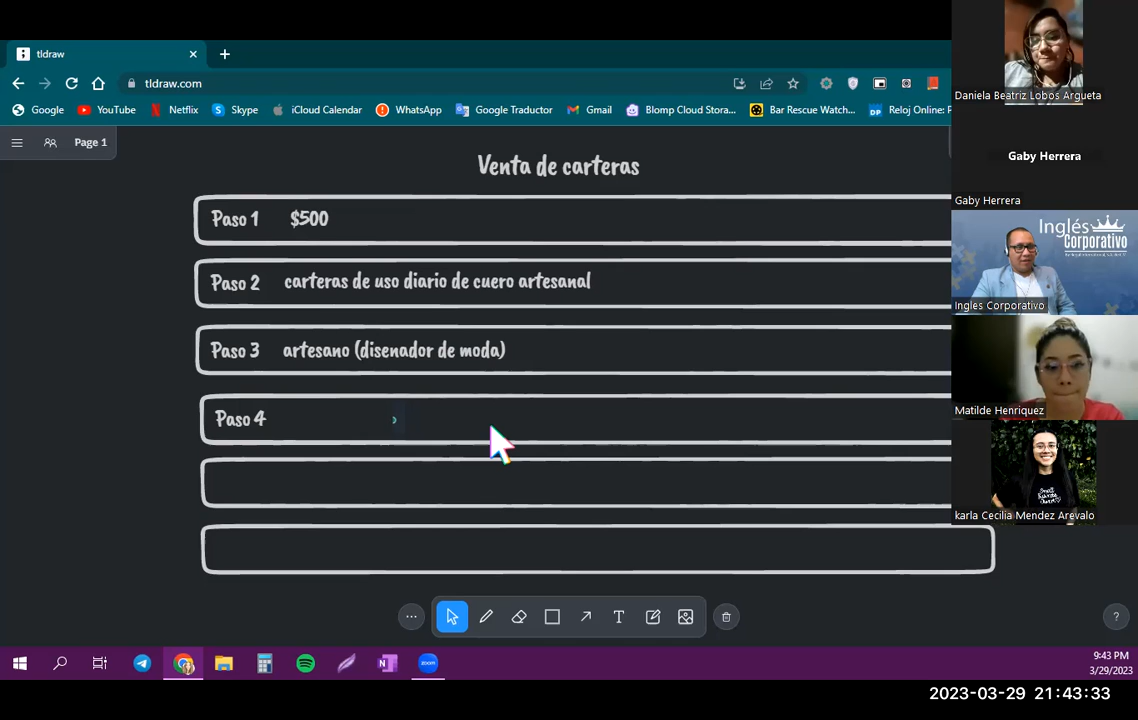 tldraw
tldraw.com
Google
YouTube
Netflix
Skype
iCloud Calendar
WhatsApp
Google Traductor
Gmail
Blomp Cloud Stora...
Bar Rescue Watch...
Reloj Online:
Page 1
Venta de carteras
Paso 1 $500
Paso 2 carteras de uso diario de cuero artesanal
Paso 3 artesano (disenador de moda)
Paso 4
Daniela Beatriz Lobos Argueta
Gaby Herrera
Gaby Herrera
Inglés
Corporativo
Ingles Corporativo
Matilde Henriquez
karla Cecilia Mendez Arevalo
9:43 PM
3/29/2023
2023-03-29 21:43:33